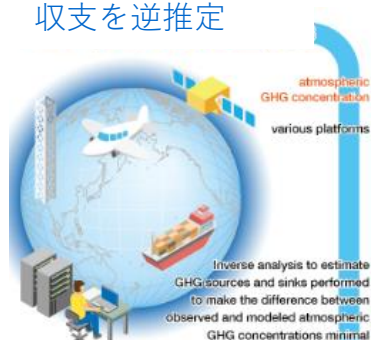 収支を逆推定
atmospheric
GHG concentration
various platforms
Inverse analysis to estimate
GHG sources and sinks performed
to make the difference between
observed and modeled atmospheric
GHG concentrations minimal